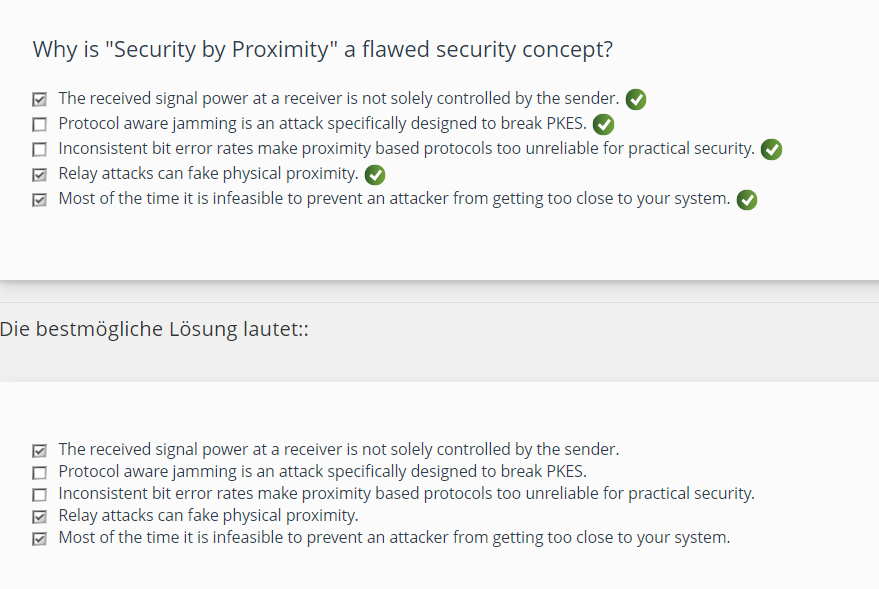 Why is "Security by Proximity" a flawed security concept?
The received signal power at a receiver is not solely controlled by the sender.
Protocol aware jamming is an attack specifically designed to break PKES.
Inconsistent bit error rates make proximity based protocols too unreliable for practical security.
Relay attacks can fake physical proximity.
Most of the time it is infeasible to prevent an attacker from getting too close to your system.
Die bestmögliche Lösung lautet::
The received signal power at a receiver is not solely controlled by the sender.
Protocol aware jamming is an attack specifically designed to break PKES.
Inconsistent bit error rates make proximity based protocols too unreliable for practical security.
Relay attacks can fake physical proximity.
Most of the time it is infeasible to prevent an attacker from getting too close to your system.